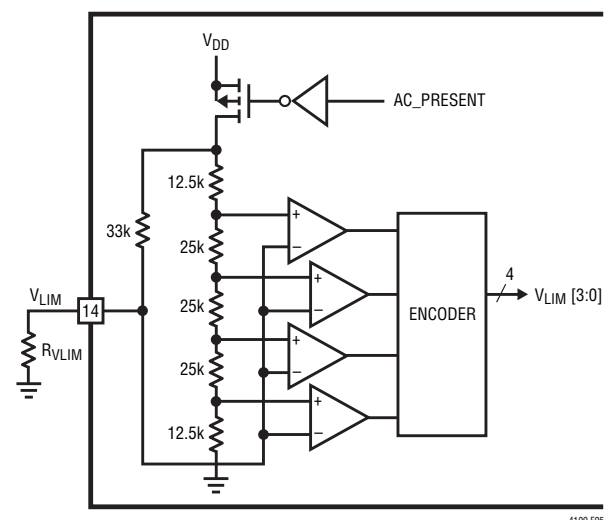 VDD
AC_PRESENT
12.5k
33k
25k
VLIM
14
RVLIM
25k
25k
12.5k
+
–
+
–
+
–
+
–
ENCODER
4
VLIM [3:0]